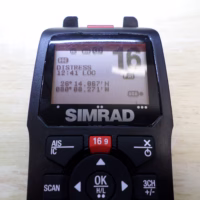 16
DISTRESS
12:41 LOC
SIMRAD
AIS
IC
16 9
X
SCAN
OK
H/L
3CH
+/-